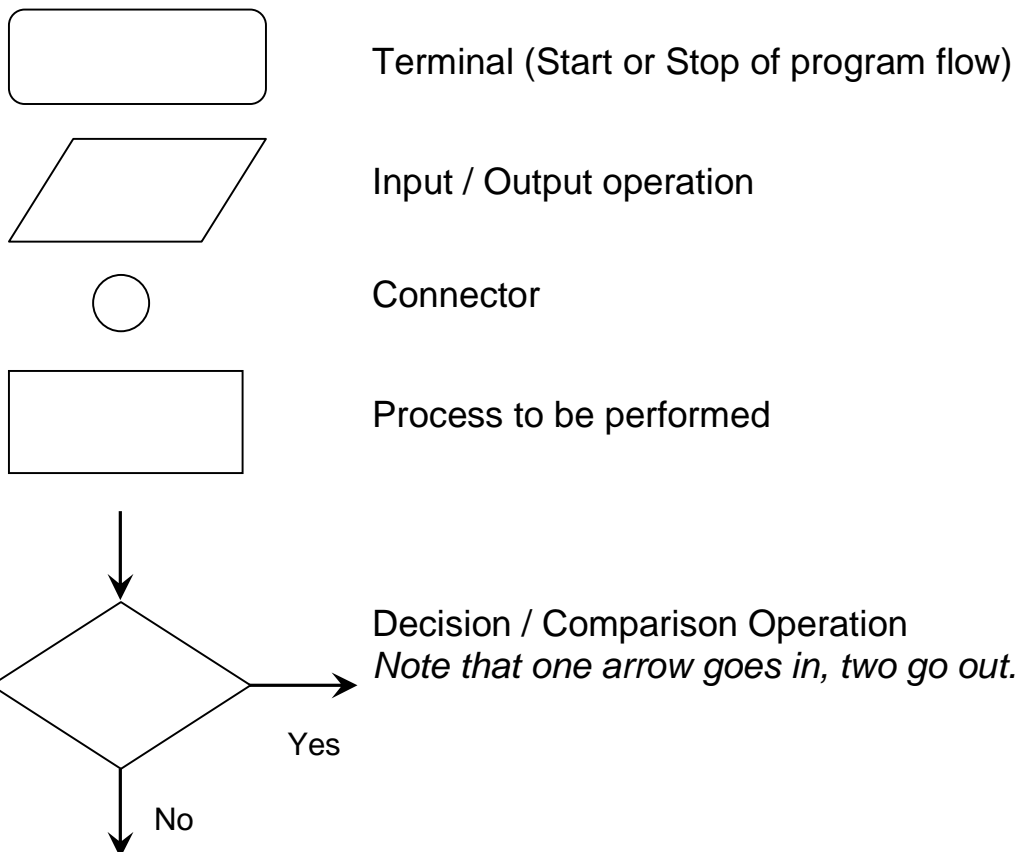 Terminal (Start or Stop of program flow)
Input / Output operation
Connector
Process to be performed
Decision / Comparison Operation
Note that one arrow goes in, two go out.
Yes
No